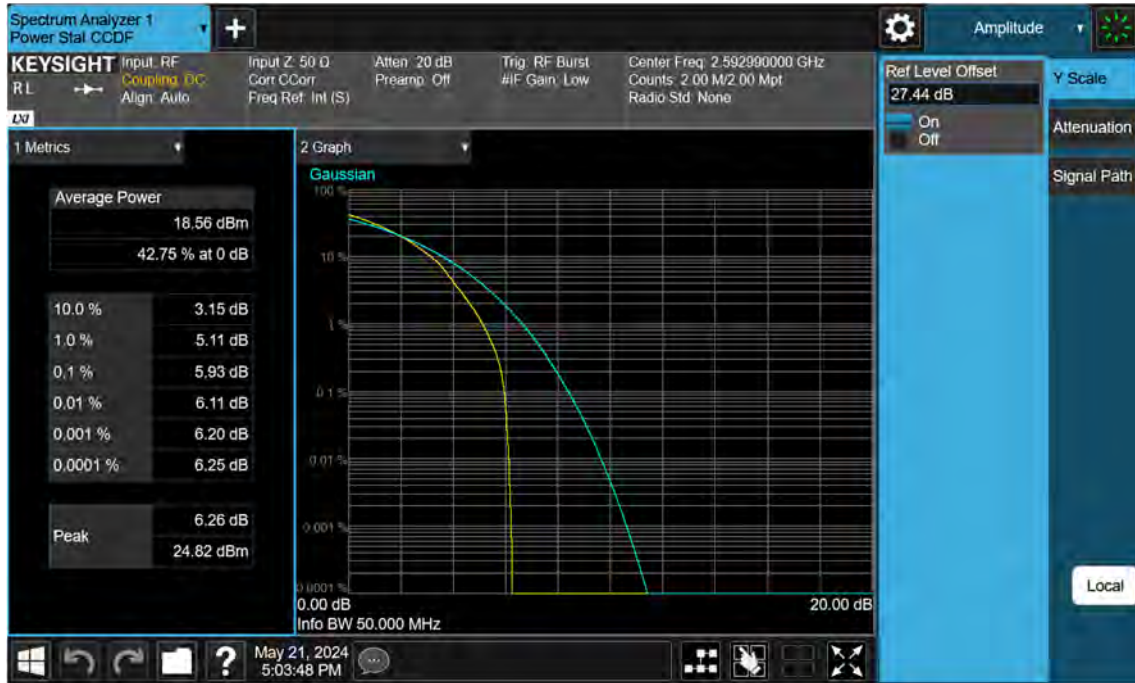 Spectrum Analyzer 1
Power Stat CCDF
+
Amplitude
KEYSIGHT
R L
LXI
Input: RF
Coupling: DC
Align: Auto
Input Z: 50 Ω
Corr CCorr
Freq Ref: Int (S)
Atten: 20 dB
Preamp: Off
Trig: RF Burst
#IF Gain: Low
Center Freq: 2.592990000 GHz
Counts: 2.00 M/2.00 Mpt
Radio Std: None
Ref Level Offset
27.44 dB
On
Off
Y Scale
Attenuation
Signal Path
1 Metrics
Average Power
18.56 dBm
42.75 % at 0 dB
10.0 % 3.15 dB
1.0 % 5.11 dB
0.1 % 5.93 dB
0.01 % 6.11 dB
0.001 % 6.20 dB
0.0001 % 6.25 dB
Peak
6.26 dB
24.82 dBm
2 Graph
Gaussian
100 %
10 %
1 %
0.1 %
0.01 %
0.001 %
0.0001 %
0.00 dB 20.00 dB
Info BW 50.000 MHz
Local
?
May 21, 2024
5:03:48 PM